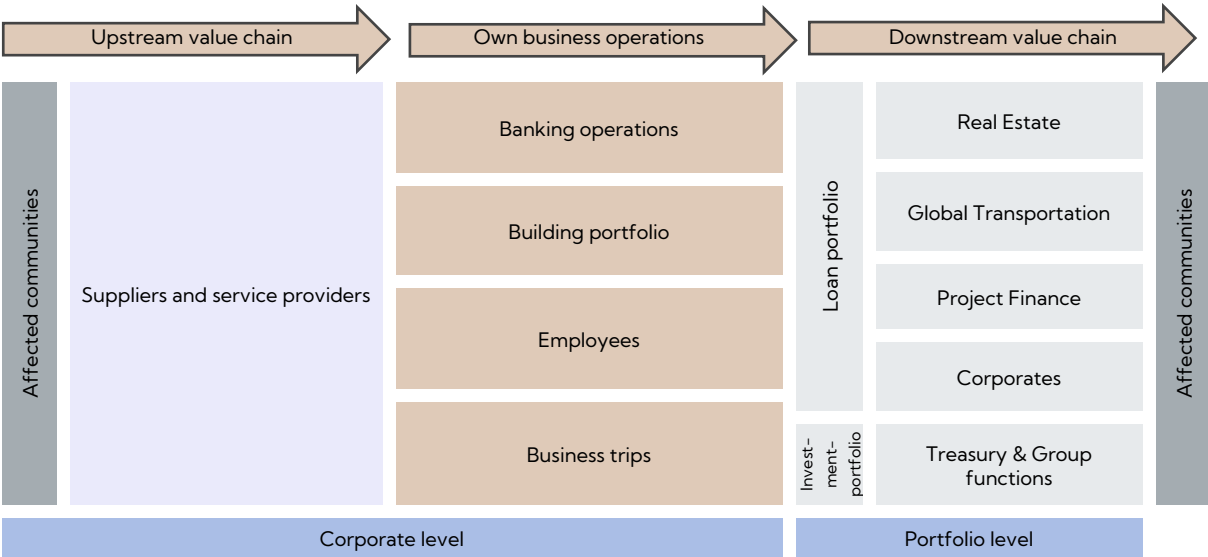 Upstream value chain
Own business operations
Downstream value chain
Affected communities
Suppliers and service providers
Banking operations
Building portfolio
Employees
Business trips
Loan portfolio
Invest-
ment-
portfolio
Real Estate
Global Transportation
Project Finance
Corporates
Treasury & Group
functions
Affected communities
Corporate level
Portfolio level